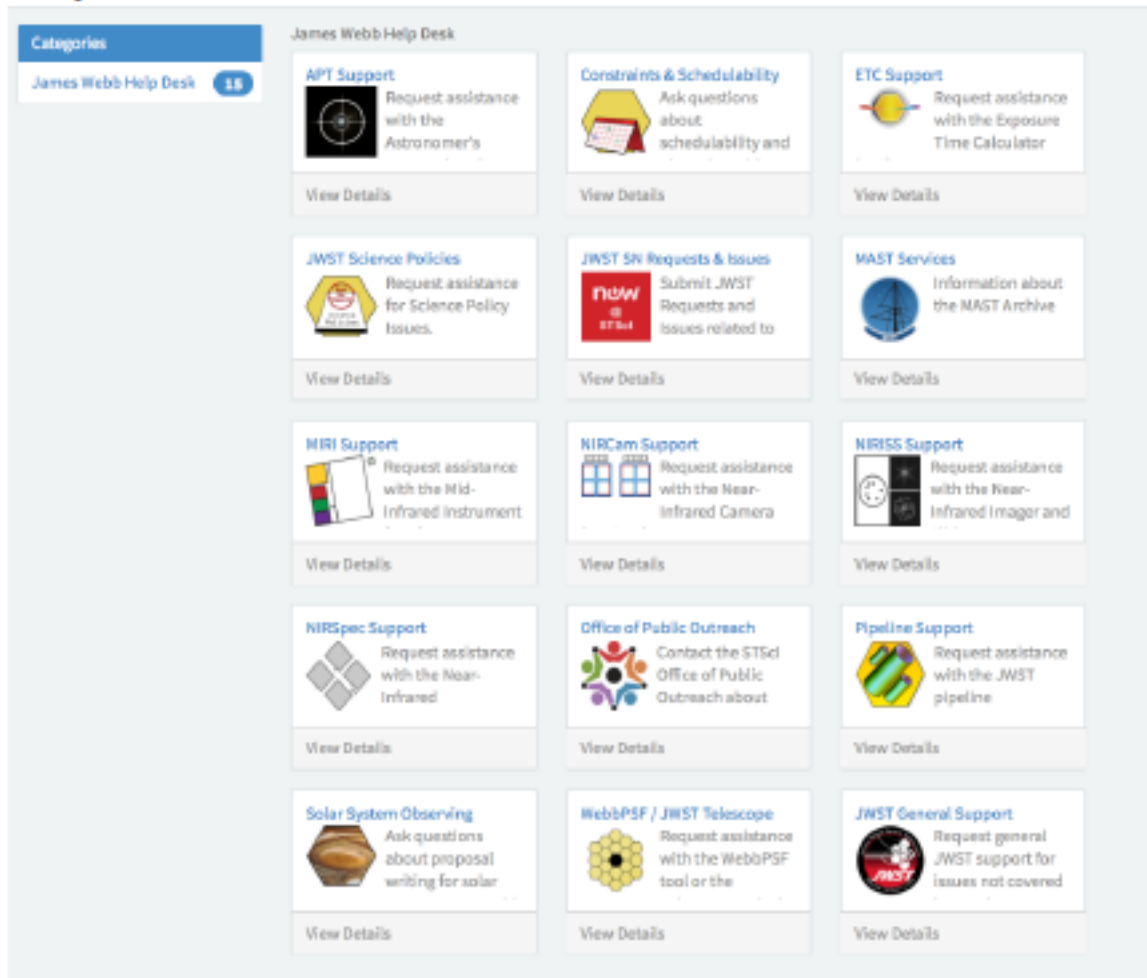 Categories
James Webb Help Desk 15
James Webb Help Desk
APT Support
Request assistance
with the
Astronomer's
View Details
Constraints & Schedulability
Ask questions
about
schedulability and
View Details
ETC Support
Request assistance
with the Exposure
Time Calculator
View Details
JWST Science Policies
Request assistance
for Science Policy
Issues.
View Details
JWST SN Requests & Issues
now
@
STScI
Submit JWST
Requests and
Issues related to
View Details
MAST Services
Information about
the MAST Archive
View Details
MIRI Support
Request assistance
with the Mid-
Infrared Instrument
View Details
NIRCam Support
Request assistance
with the Near-
Infrared Camera
View Details
NIRISS Support
Request assistance
with the Near-
Infrared Imager and
View Details
NIRSpec Support
Request assistance
with the Near-
Infrared
View Details
Office of Public Outreach
Contact the STScI
Office of Public
Outreach about
View Details
Pipeline Support
Request assistance
with the JWST
pipeline
View Details
Solar System Observing
Ask questions
about proposal
writing for solar
View Details
WebbPSF / JWST Telescope
Request assistance
with the WebbPSF
tool or the
View Details
JWST General Support
JWST
Request general
JWST support for
issues not covered
View Details